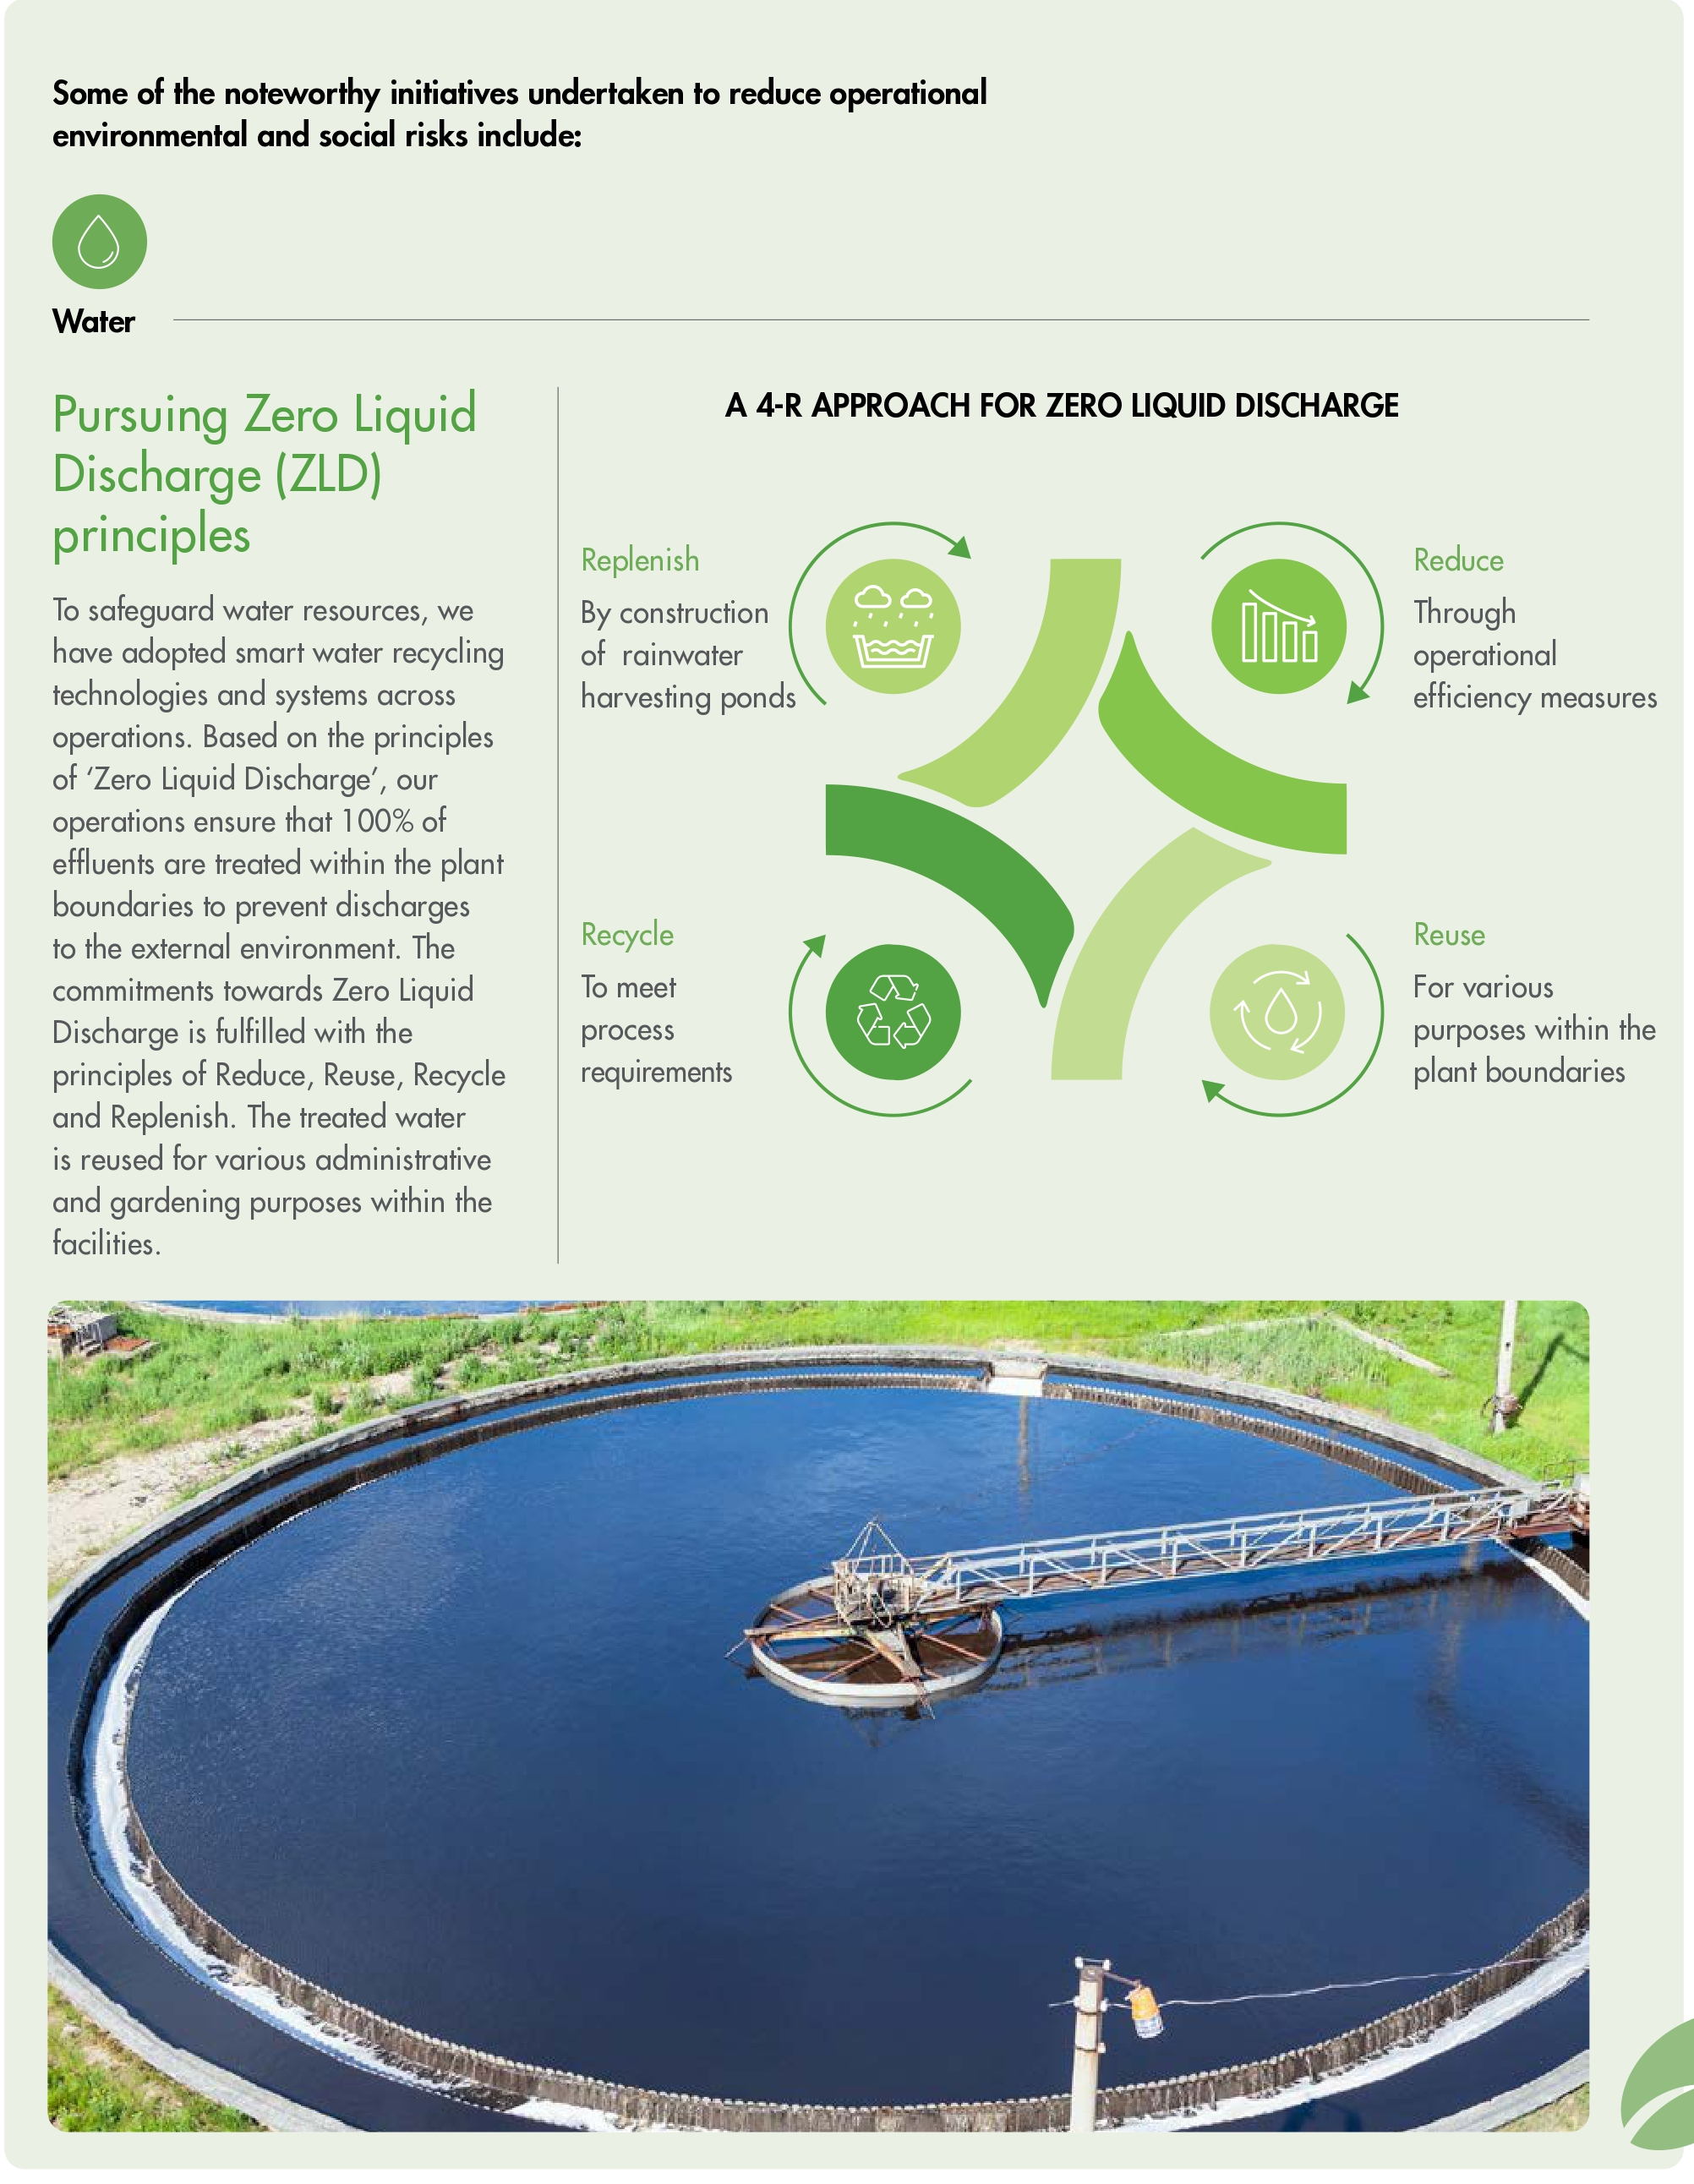 Some of the noteworthy initiatives undertaken to reduce operational
environmental and social risks include:
Water
Pursuing Zero Liquid
Discharge (ZLD)
principles
To safeguard water resources, we
have adopted smart water recycling
technologies and systems across
operations. Based on the principles
of ‘Zero Liquid Discharge’, our
operations ensure that 100% of
effluents are treated within the plant
boundaries to prevent discharges
to the external environment. The
commitments towards Zero Liquid
Discharge is fulfilled with the
principles of Reduce, Reuse, Recycle
and Replenish. The treated water
is reused for various administrative
and gardening purposes within the
facilities.
A 4-R APPROACH FOR ZERO LIQUID DISCHARGE
Replenish
By construction
of rainwater
harvesting ponds
Reduce
Through
operational
efficiency measures
Recycle
To meet
process
requirements
Reuse
For various
purposes within the
plant boundaries